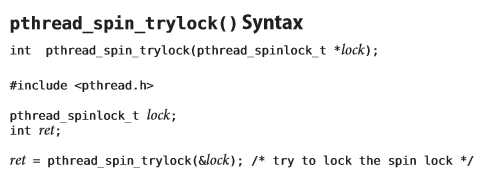 pthread_spin_trylock() Syntax
int  pthread_spin_trylock(pthread_spinlock_t *lock);
#include <pthread.h>
pthread_spinlock_t lock;
int ret;
ret = pthread_spin_trylock(&lock); /* try to lock the spin lock */